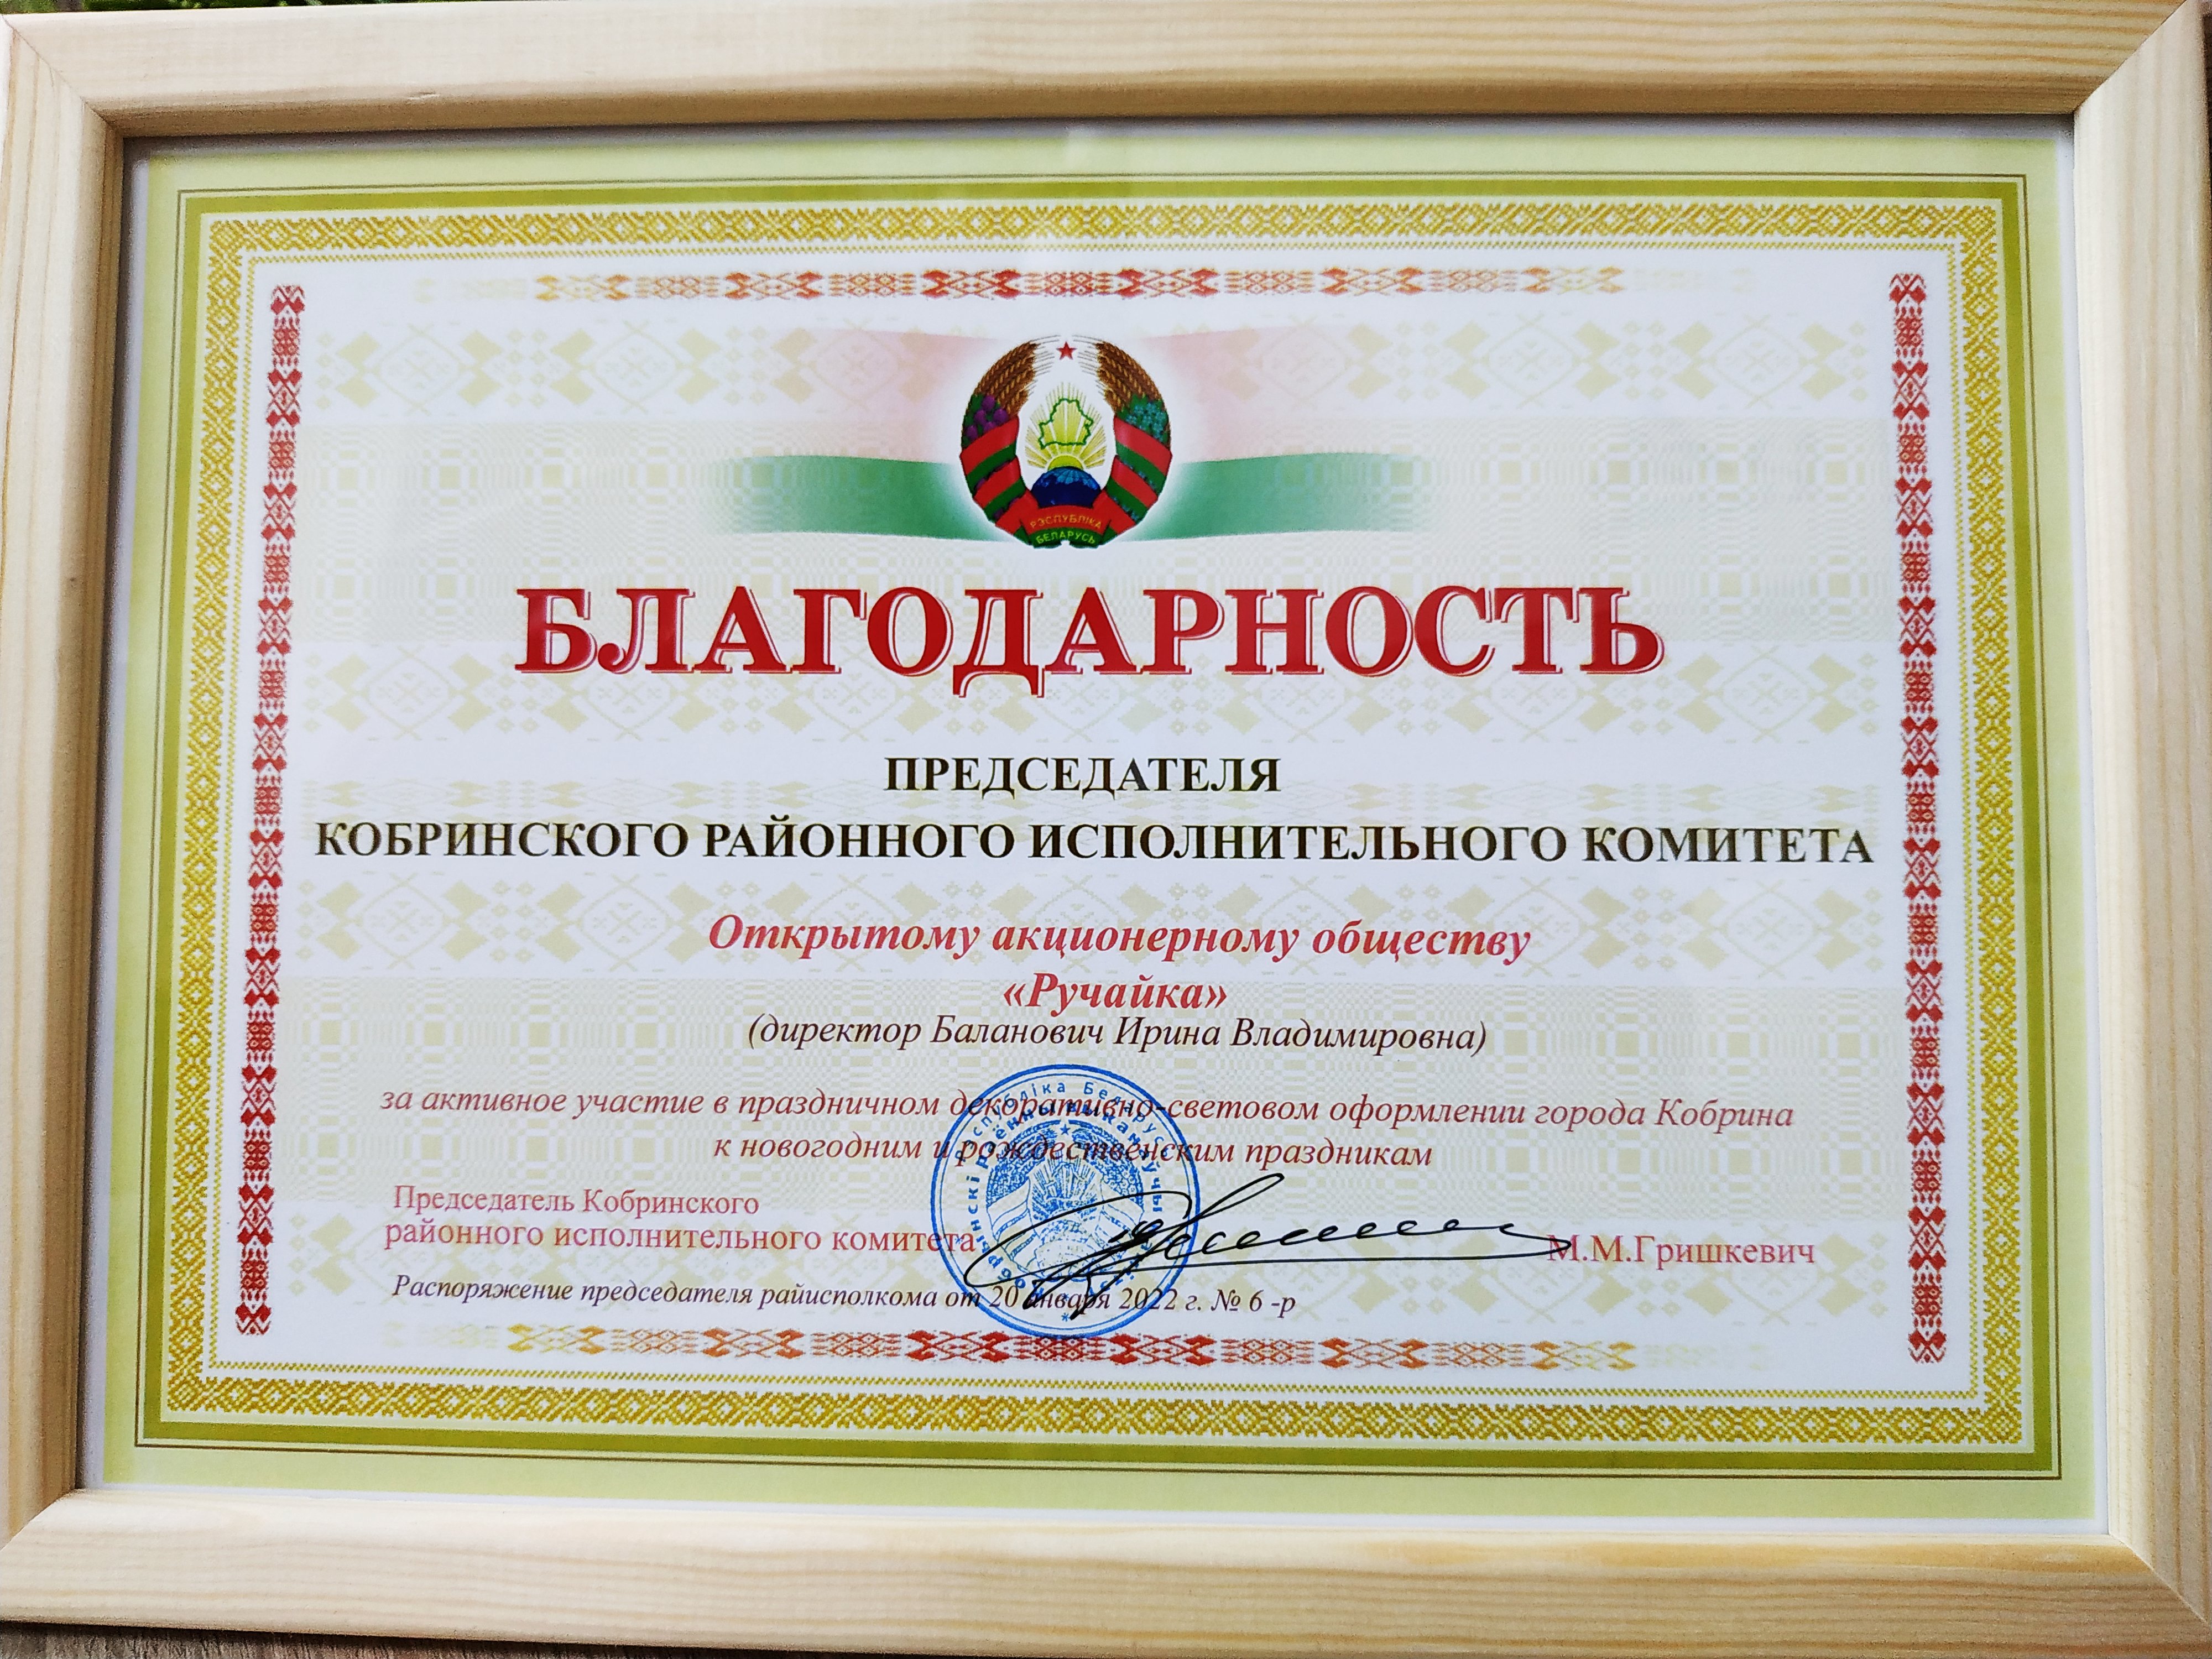 РЭСПУБЛІКА
БЕЛАРУСЬ
БЛАГОДАРНОСТЬ
ПРЕДСЕДАТЕЛЯ
КОБРИНСКОГО РАЙОННОГО ИСПОЛНИТЕЛЬНОГО КОМИТЕТА
Открытому акционерному обществу
«Ручайка»
(директор Баланович Ирина Владимировна)
за активное участие в праздничном декоративно-световом оформлении города Кобрина
к новогодним и рождественским праздникам
Председатель Кобринского
районного исполнительного комитета
М.М.Гришкевич
Распоряжение председателя райисполкома от 20 января 2022 г. № 6 -р